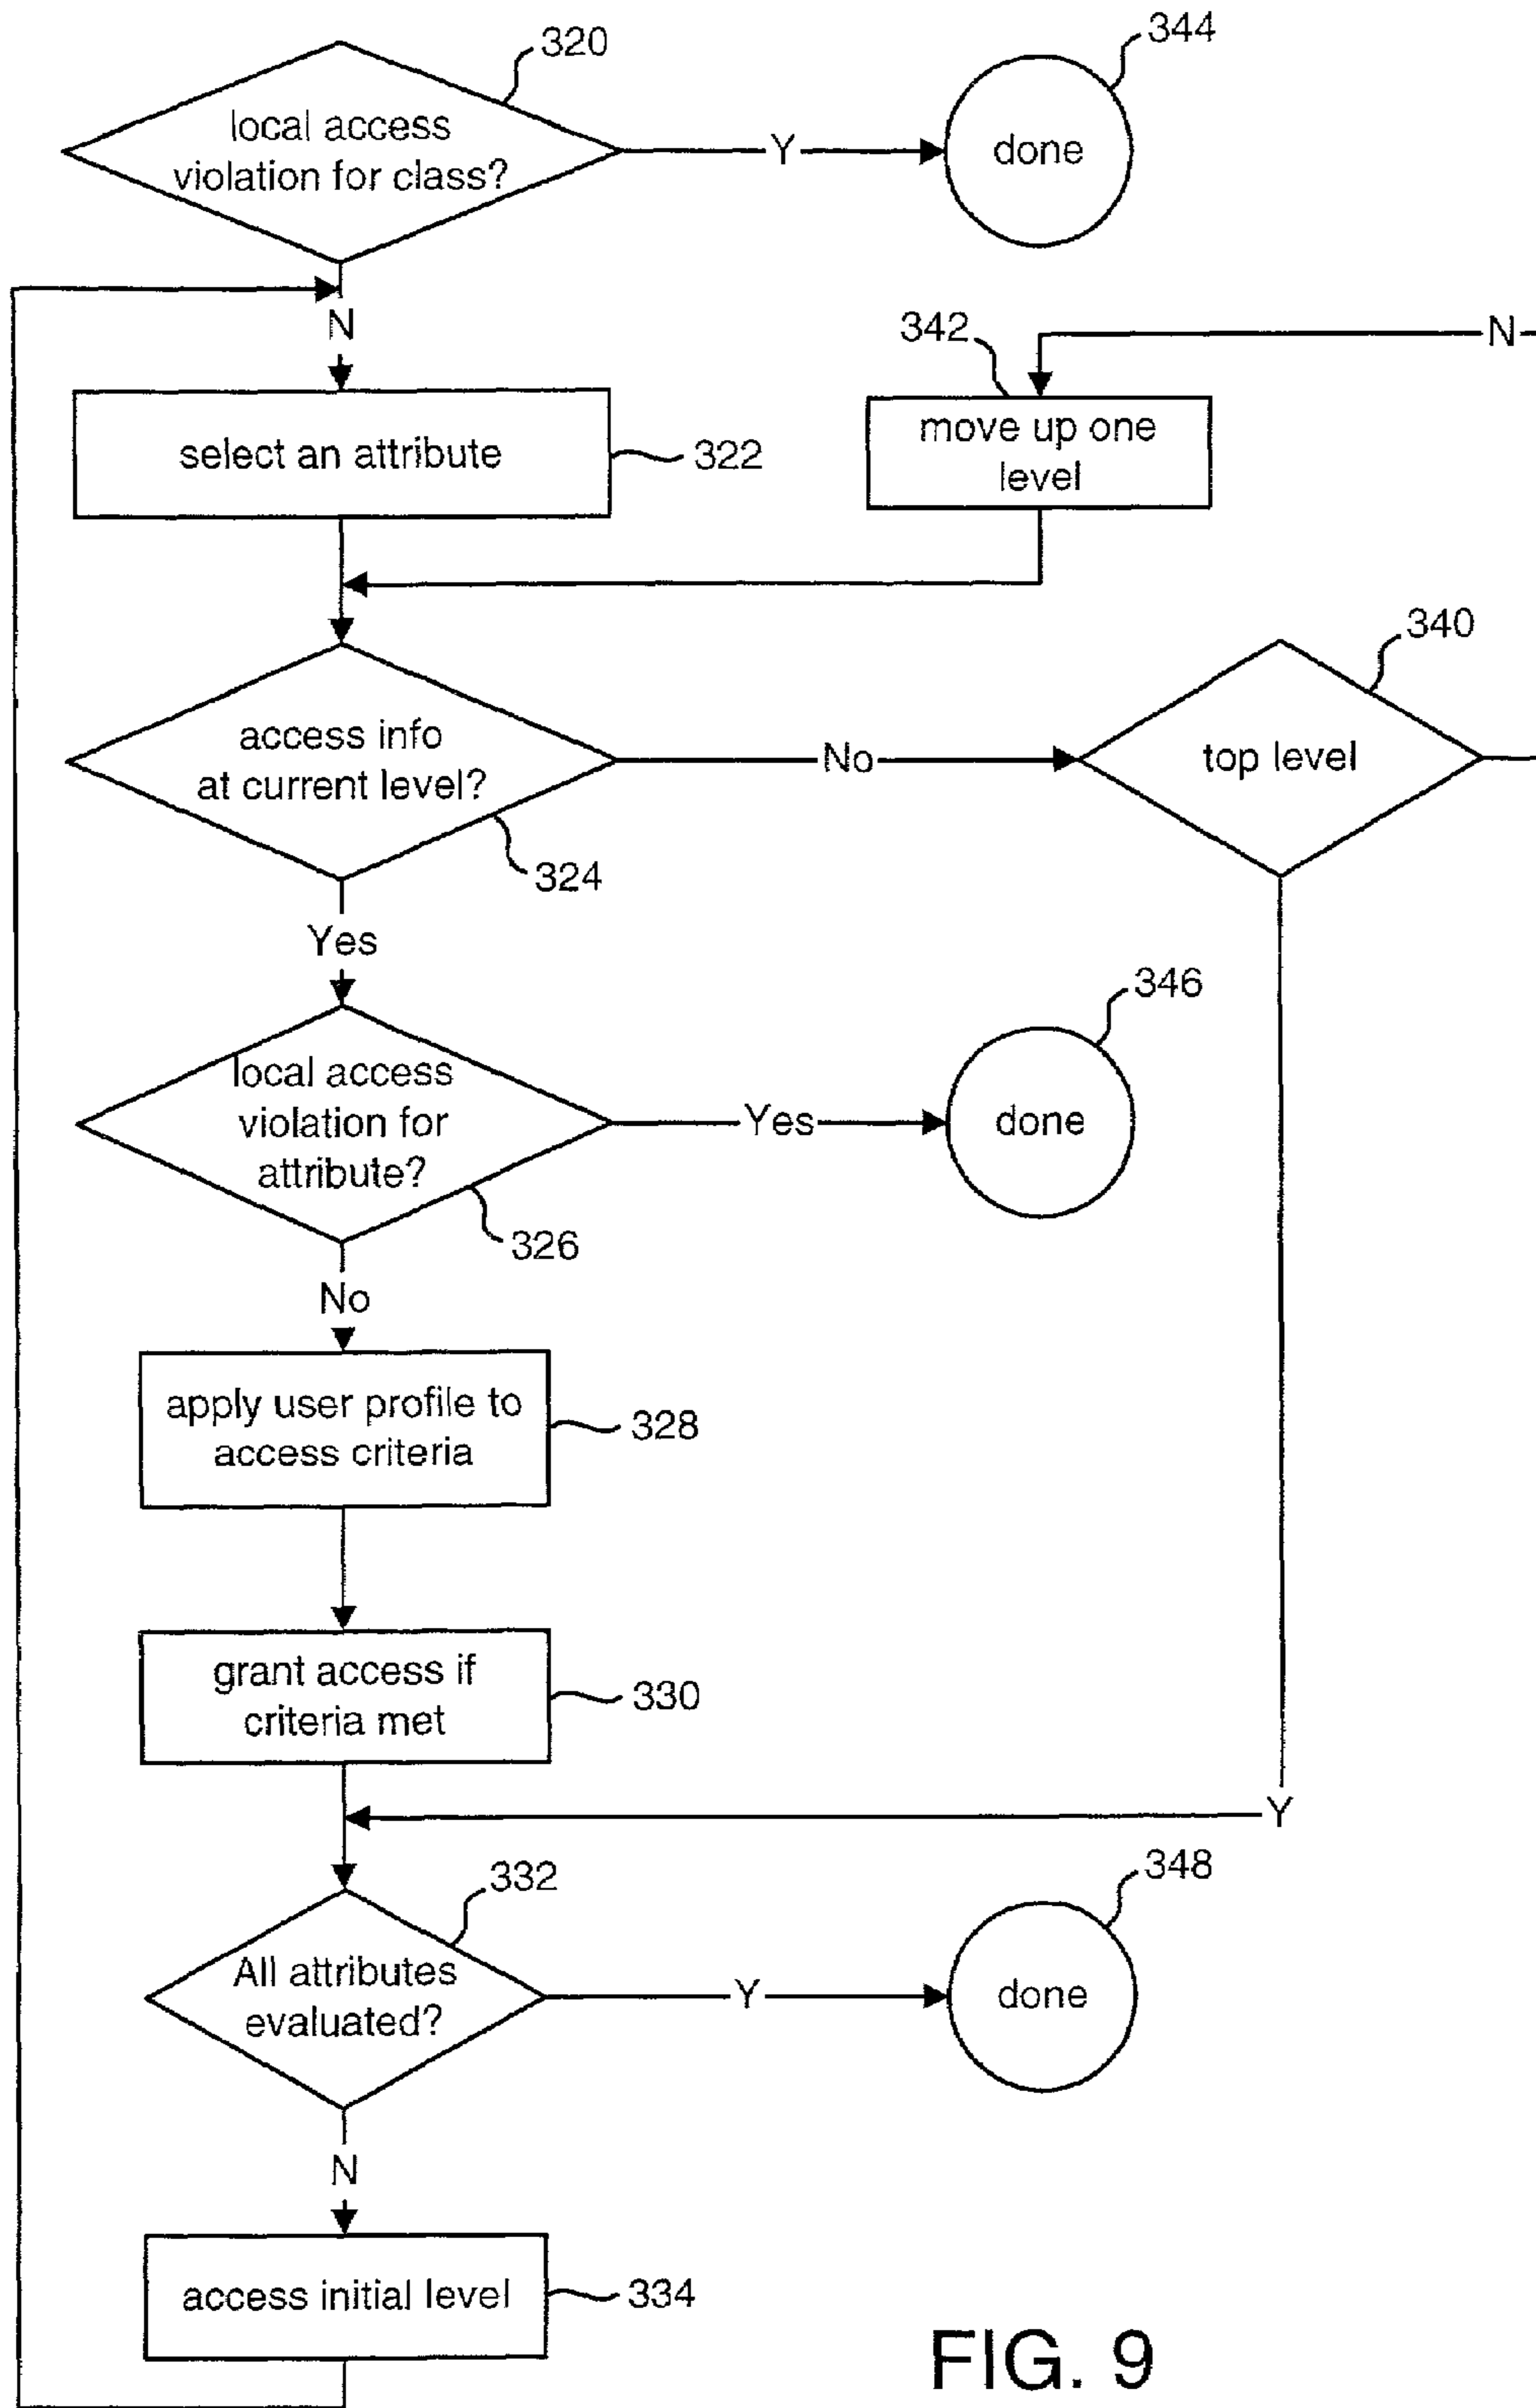 320
344
local access
violation for class?
Y
done
N
342
N
select an attribute
322
move up one
level
340
access info
at current level?
No
top level
324
Yes
346
local access
violation for
attribute?
Yes
done
326
No
apply user profile to
access criteria
328
grant access if
criteria met
330
Y
332
348
All attributes
evaluated?
Y
done
N
access initial level
334
FIG. 9